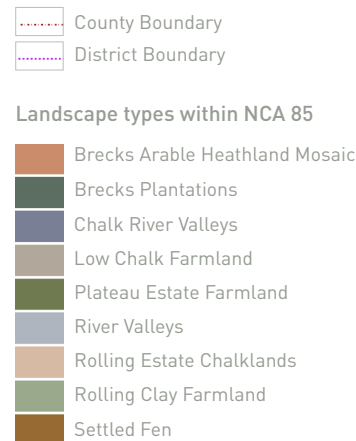 County Boundary
District Boundary
Landscape types within NCA 85
Brecks Arable Heathland Mosaic
Brecks Plantations
Chalk River Valleys
Low Chalk Farmland
Plateau Estate Farmland
River Valleys
Rolling Estate Chalklands
Rolling Clay Farmland
Settled Fen